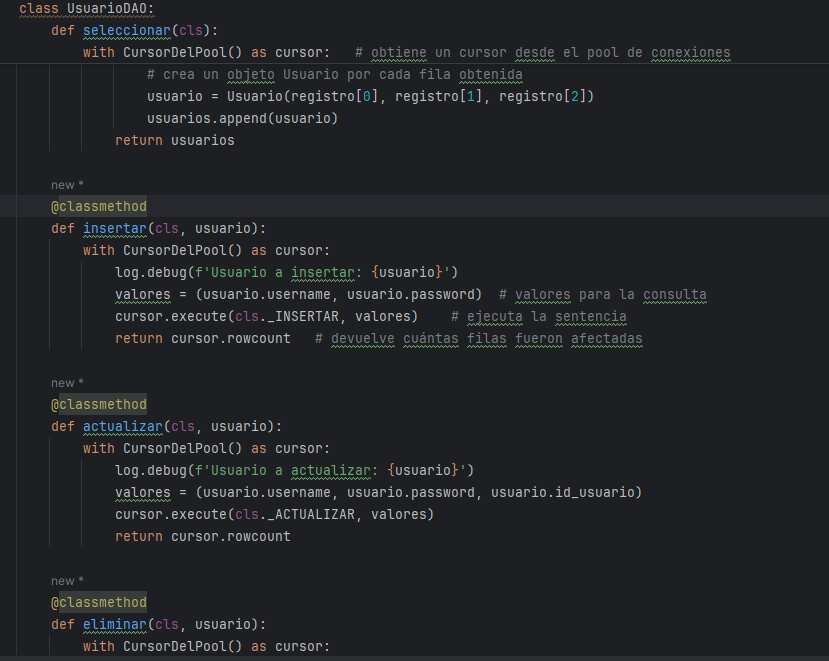 class UsuarioDAO:
    def seleccionar(cls):
        with CursorDelPool() as cursor:   # obtiene un cursor desde el pool de conexiones
                # crea un objeto Usuario por cada fila obtenida
                usuario = Usuario(registro[0], registro[1], registro[2])
                usuarios.append(usuario)
            return usuarios
    new *
    @classmethod
    def insertar(cls, usuario):
        with CursorDelPool() as cursor:
            log.debug(f'Usuario a insertar: {usuario}')
            valores = (usuario.username, usuario.password)  # valores para la consulta
            cursor.execute(cls._INSERTAR, valores)    # ejecuta la sentencia
            return cursor.rowcount   # devuelve cuántas filas fueron afectadas
    new *
    @classmethod
    def actualizar(cls, usuario):
        with CursorDelPool() as cursor:
            log.debug(f'Usuario a actualizar: {usuario}')
            valores = (usuario.username, usuario.password, usuario.id_usuario)
            cursor.execute(cls._ACTUALIZAR, valores)
            return cursor.rowcount
    new *
    @classmethod
    def eliminar(cls, usuario):
        with CursorDelPool() as cursor: